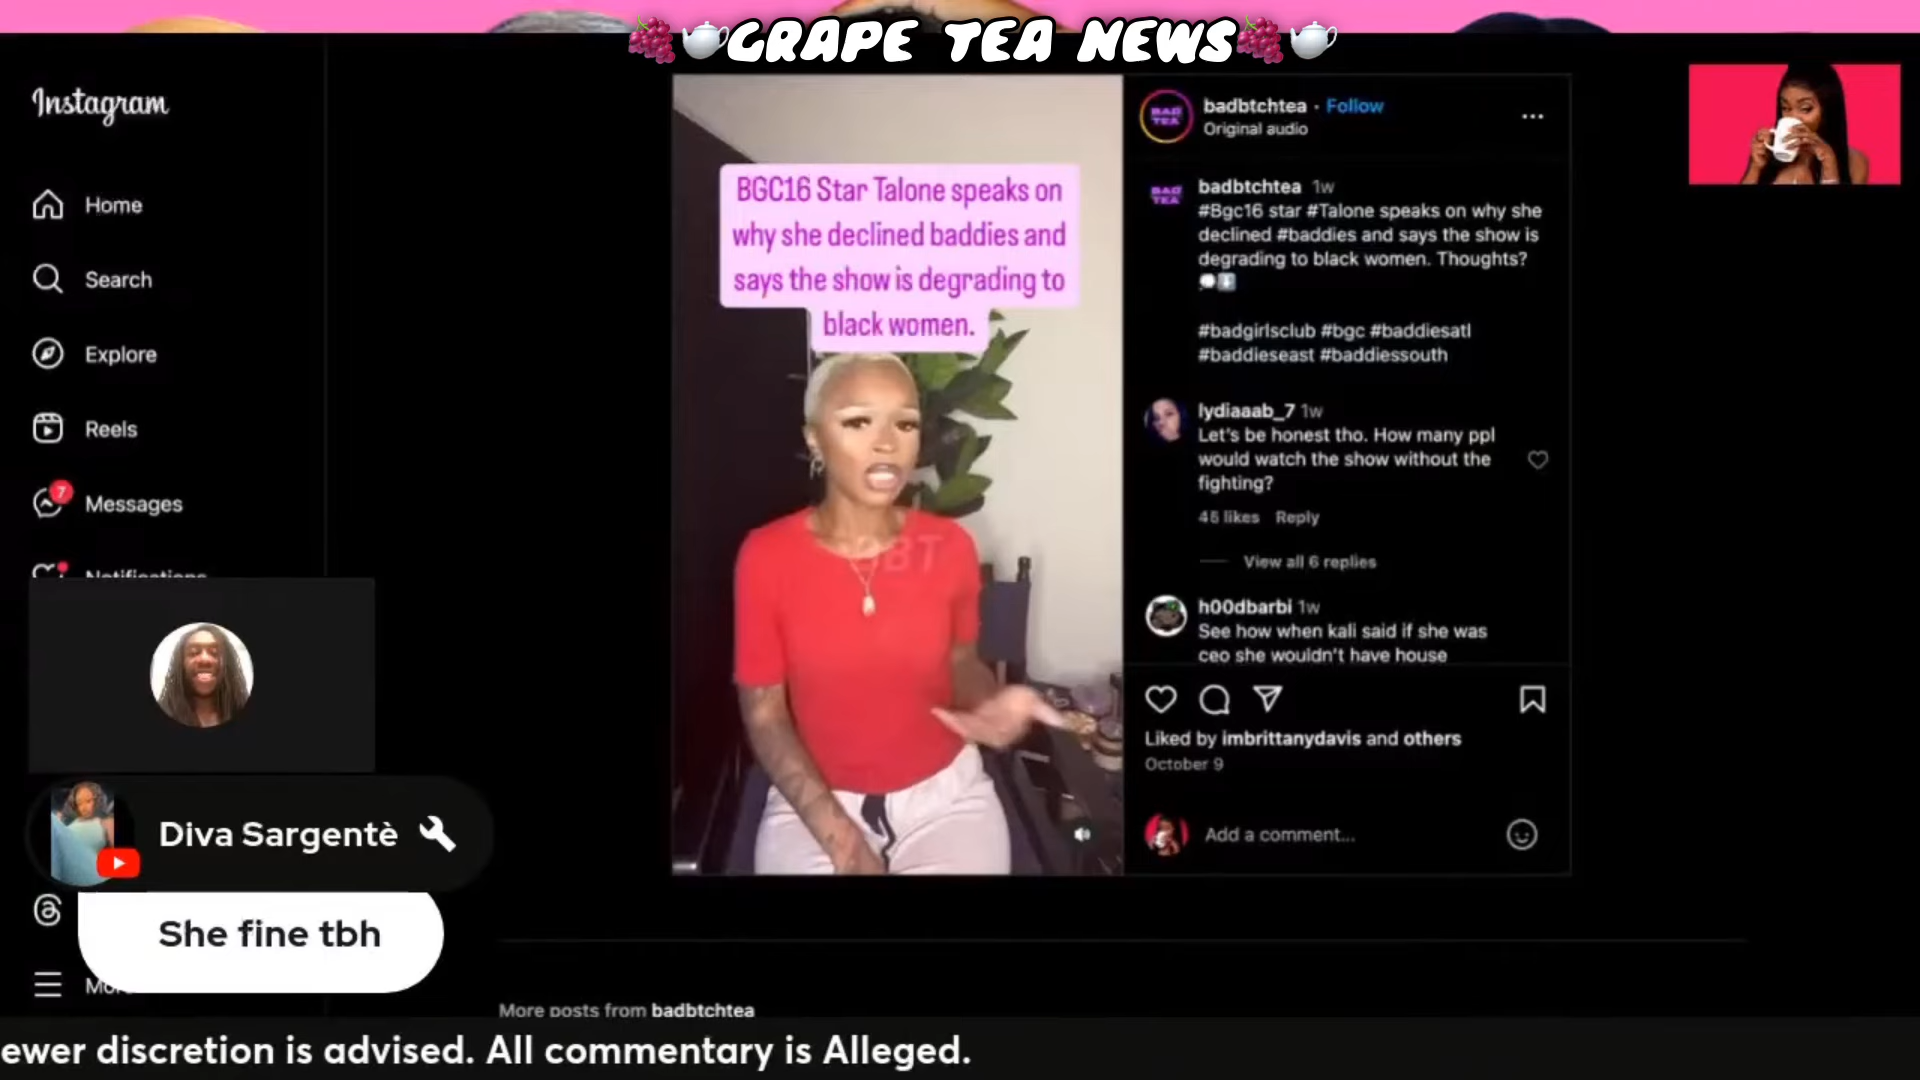 GRAPE TEA NEWS
Instagram
Home
Search
Explore
Reels
7
Messages
Notifications
BGC16 Star Talone speaks on
why she declined baddies and
says the show is degrading to
black women.
BAD
TEA
badbtchtea • Follow
Original audio
BAD
TEA
badbtchtea 1w
#Bgc16 star #Talone speaks on why she
declined #baddies and says the show is
degrading to black women. Thoughts?
#badgirlsclub #bgc #baddiesatl
#baddieseast #baddiessouth
lydiaaab_7 1w
Let's be honest tho. How many ppl
would watch the show without the
fighting?
46 likes Reply
View all 6 replies
h00dbarbi 1w
See how when kali said if she was
ceo she wouldn't have house
Liked by imbrittanydavis and others
October 9
Add a comment...
Diva Sargentè
She fine tbh
More posts from badbtchtea
ewer discretion is advised. All commentary is Alleged.